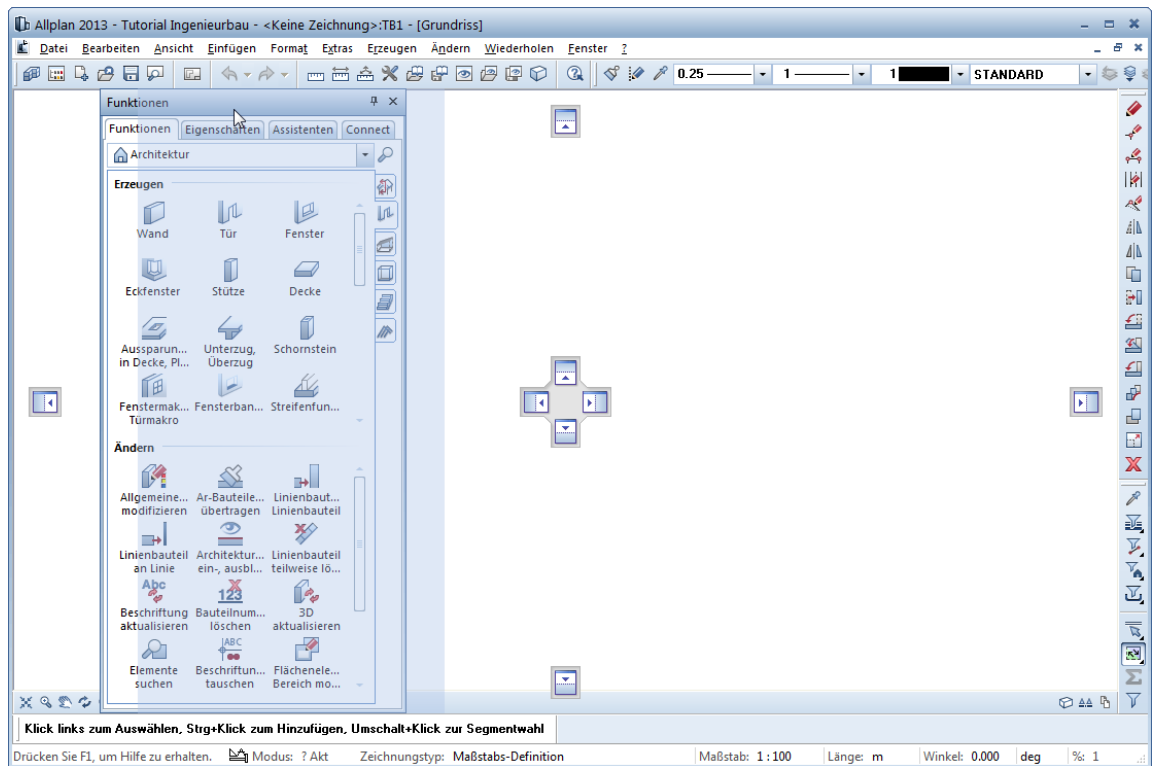 Allplan 2013 - Tutorial Ingenieurbau - <Keine Zeichnung>:TB1 - [Grundriss]
Datei Bearbeiten Ansicht Einfügen Format Extras Erzeugen Ändern Wiederholen Fenster ?
0.25 1 1 STANDARD
Funktionen
Funktionen Eigenschaften Assistenten Connect
Architektur
Erzeugen
Wand Tür Fenster
Eckfenster Stütze Decke
Aussparun... Unterzug, Schornstein
in Decke, Pl... Überzug
Fenstermak... Fensterban... Streifenfun...
Türmakro
Ändern
Allgemeine... Ar-Bauteile... Linienbaut...
modifizieren übertragen Linienbauteil
Linienbauteil Architektur... Linienbauteil
an Linie ein-, ausbl... teilweise lö...
Abc 123
Beschriftung Bauteilnum... 3D
aktualisieren löschen aktualisieren
ABC
Elemente Beschriftun... Flächenele...
suchen tauschen Bereich mo...
Klick links zum Auswählen, Strg+Klick zum Hinzufügen, Umschalt+Klick zur Segmentwahl
Drücken Sie F1, um Hilfe zu erhalten. Modus: ? Akt Zeichnungstyp: Maßstabs-Definition Maßstab: 1:100 Länge: m Winkel: 0.000 deg %: 1